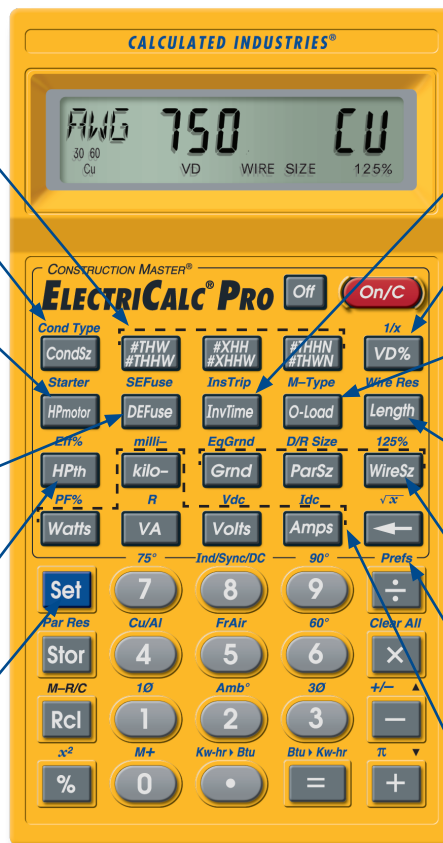 CALCULATED INDUSTRIES®
AWG 750 CU
30 60
Cu VD WIRE SIZE 125%
CONSTRUCTION MASTER®
ELECTRICALC® PRO Off On/C
Cond Type 1/x
CondSz #THW #THHW #XHH #XHHW #THHN #THWN VD%
Starter SEFuse InsTrip M–Type Wire Res
HPmotor DEFuse InvTime O-Load Length
Eff% milli– EqGrnd D/R Size 125%
HPth kilo– Grnd ParSz WireSz
PF% R Vdc Idc √x
Watts VA Volts Amps
75° Ind/Sync/DC 90° Prefs
Set 7 8 9 ÷
Par Res Cu/Al FrAir 60° Clear All
Stor 4 5 6 ×
M–R/C 1Ø Amb° 3Ø +/– ▲
Rcl 1 2 3 –
x² M+ Kw-hr ▸ Btu Btu ▸ Kw-hr π ▼
% 0 • = +